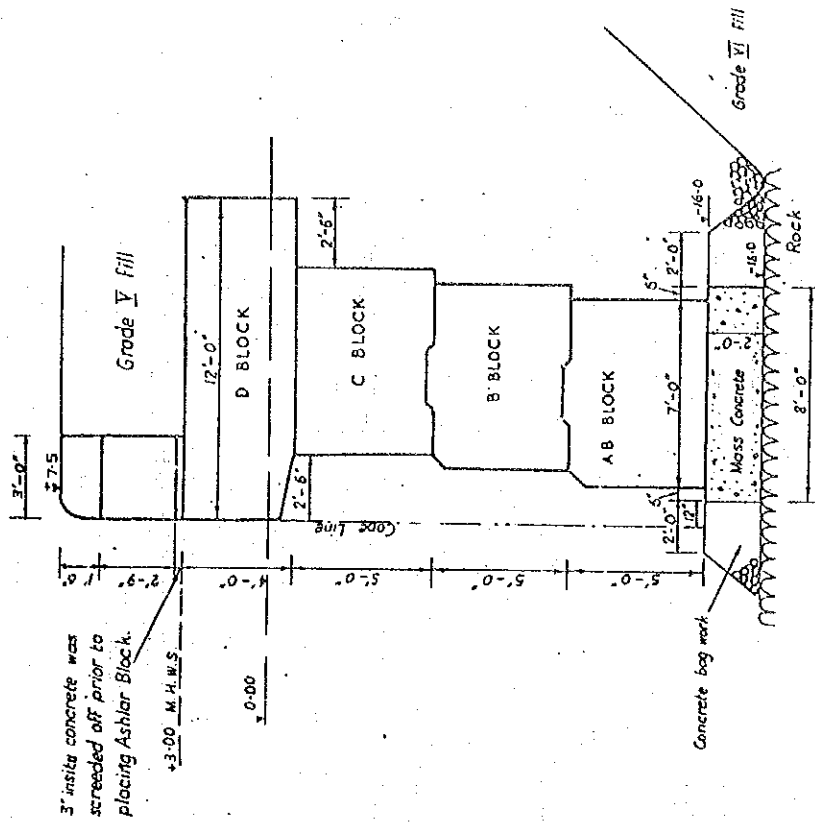 3" insitu concrete was
screeded off prior to
placing Ashlar Block.
+3·00 M.H.W.S.
0·00
3'-0"
+7·5
Grade V Fill
12'-0"
D BLOCK
2'-6"
2'-6"
C BLOCK
B BLOCK
AB BLOCK
Cope Line
1'6"
2'-9"
4'-0"
5'-0"
5'-0"
5'-0"
2'-0"
12"
5"
7'-0"
5"
2'-0"
-16·0
-18·0
2'-0"
Mass Concrete
8'-0"
Concrete bag work
Rock
Grade VI Fill